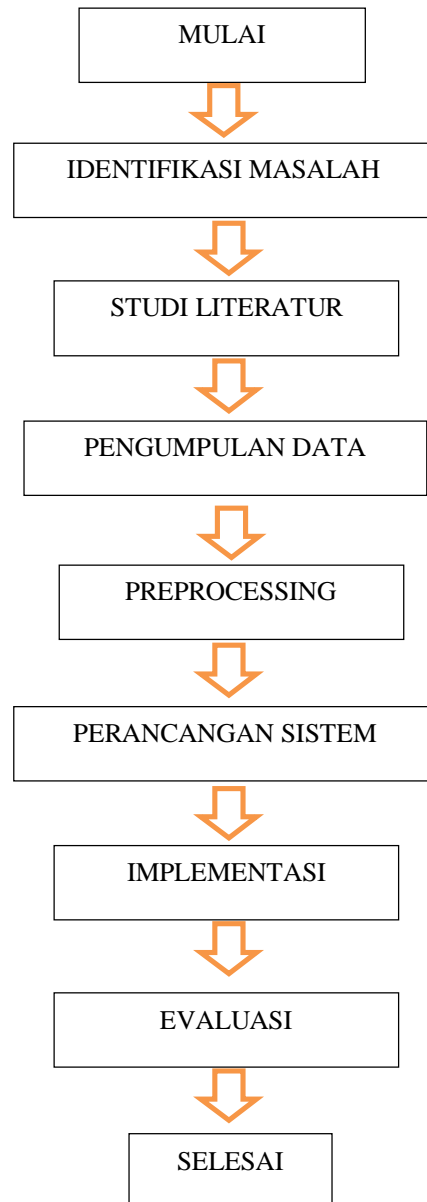 MULAI
IDENTIFIKASI MASALAH
STUDI LITERATUR
PENGUMPULAN DATA
PREPROCESSING
PERANCANGAN SISTEM
IMPLEMENTASI
EVALUASI
SELESAI